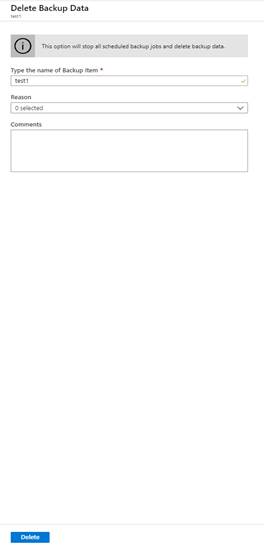 Delete Backup Data
test1
This option will stop all scheduled backup jobs and delete backup data.
Type the name of Backup Item *
test1
Reason
0 selected
Comments
Delete